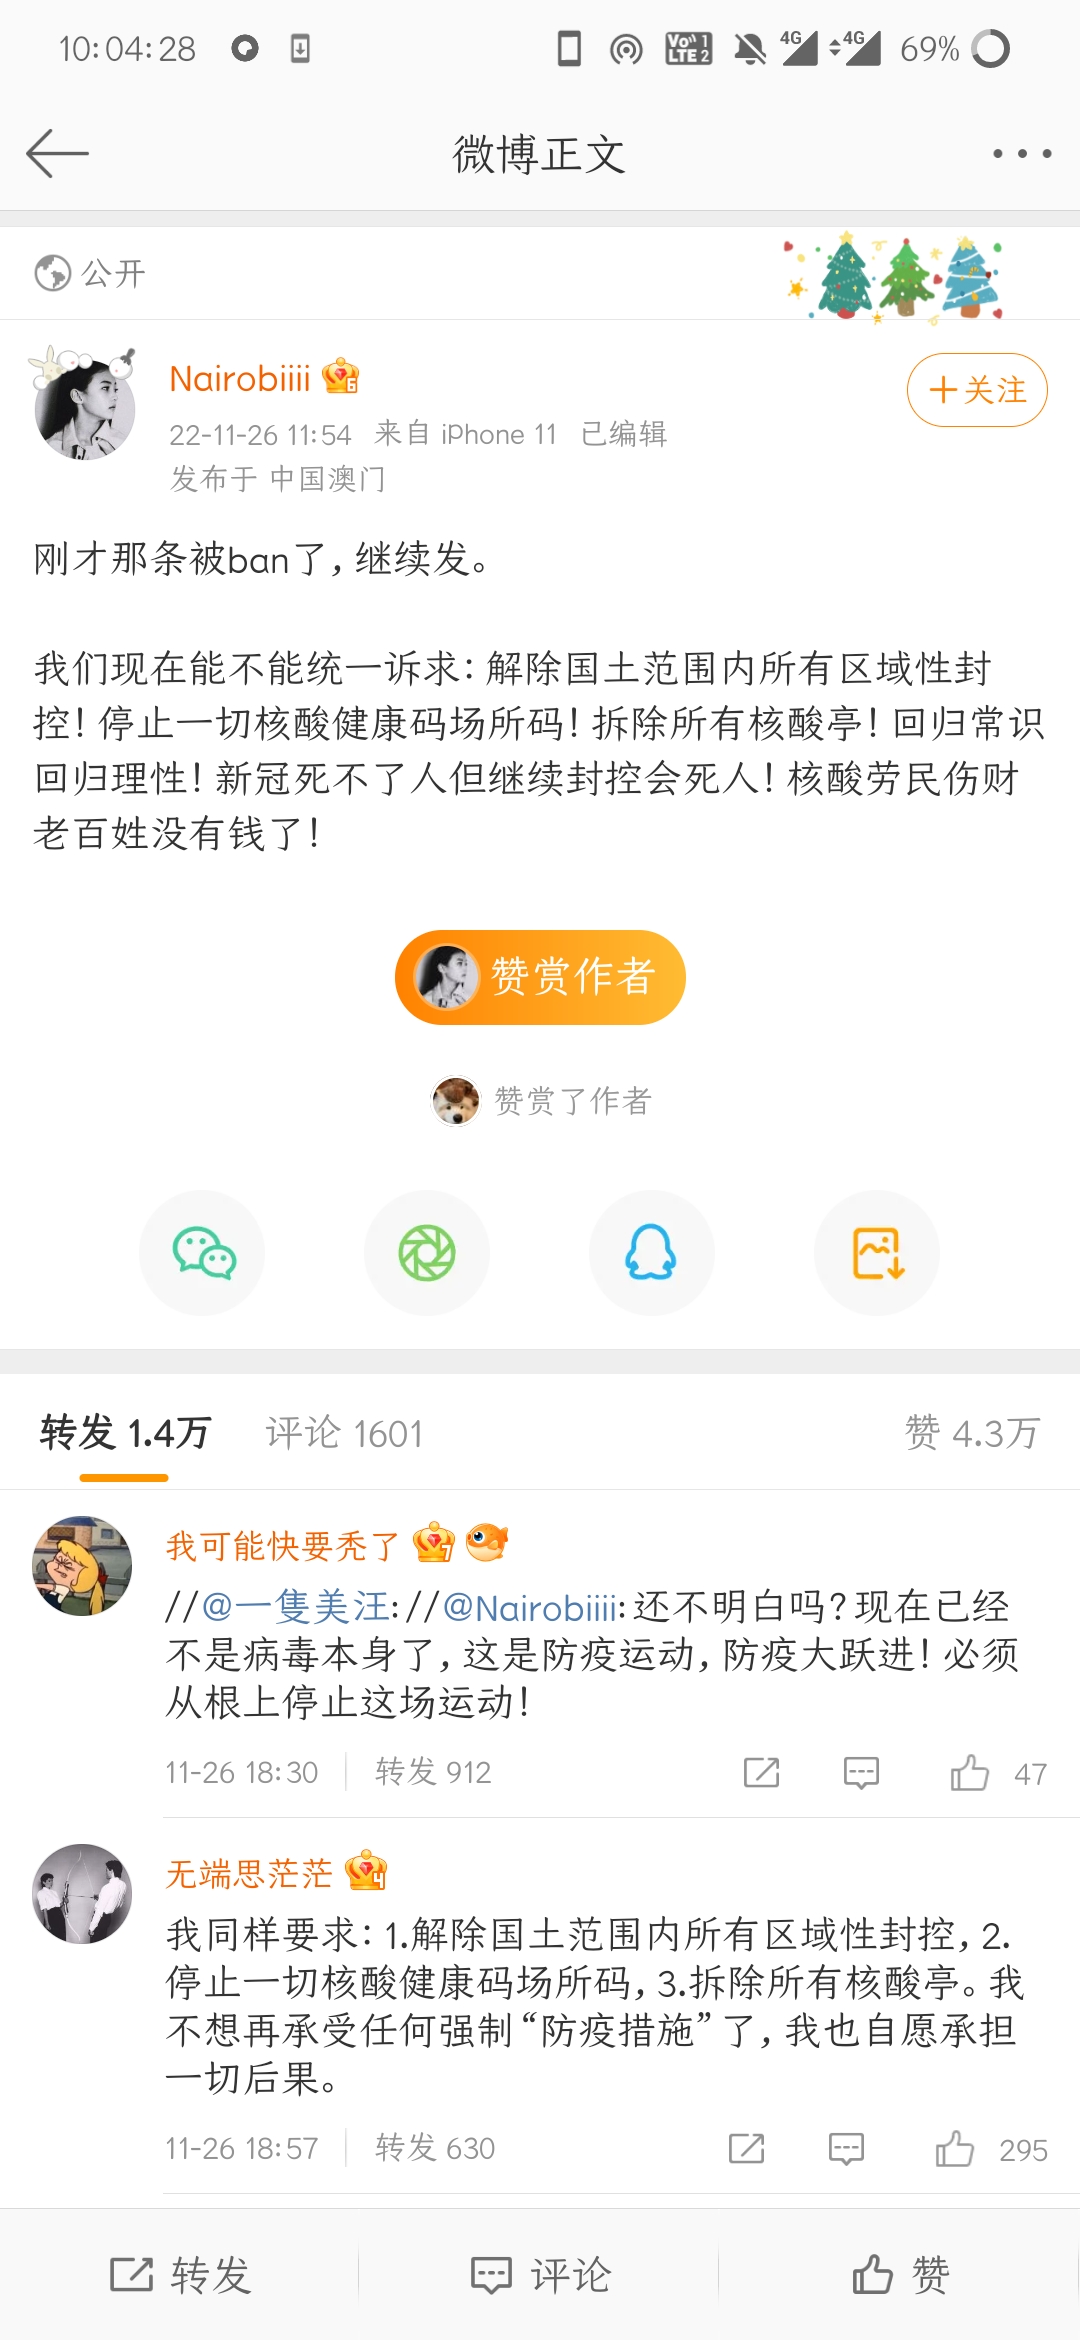 10:04:28
Vo 1
LTE 2
4G
4G
69%
微博正文
公开
Nairobiiii 6
关注
22-11-26 11:54 来自 iPhone 11 已编辑
发布于 中国澳门
刚才那条被ban了，继续发。
我们现在能不能统一诉求：解除国土范围内所有区域性封
控！停止一切核酸健康码场所码！拆除所有核酸亭！回归常识
回归理性！新冠死不了人但继续封控会死人！核酸劳民伤财
老百姓没有钱了！
赞赏作者
赞赏了作者
转发 1.4万 评论 1601 赞 4.3万
我可能快要秃了 7
//@一隻美汪://@Nairobiiii:还不明白吗？现在已经
不是病毒本身了，这是防疫运动，防疫大跃进！必须
从根上停止这场运动！
11-26 18:30 转发 912 47
无端思茫茫 4
我同样要求：1.解除国土范围内所有区域性封控，2.
停止一切核酸健康码场所码，3.拆除所有核酸亭。我
不想再承受任何强制“防疫措施”了，我也自愿承担
一切后果。
11-26 18:57 转发 630 295
转发 评论 赞